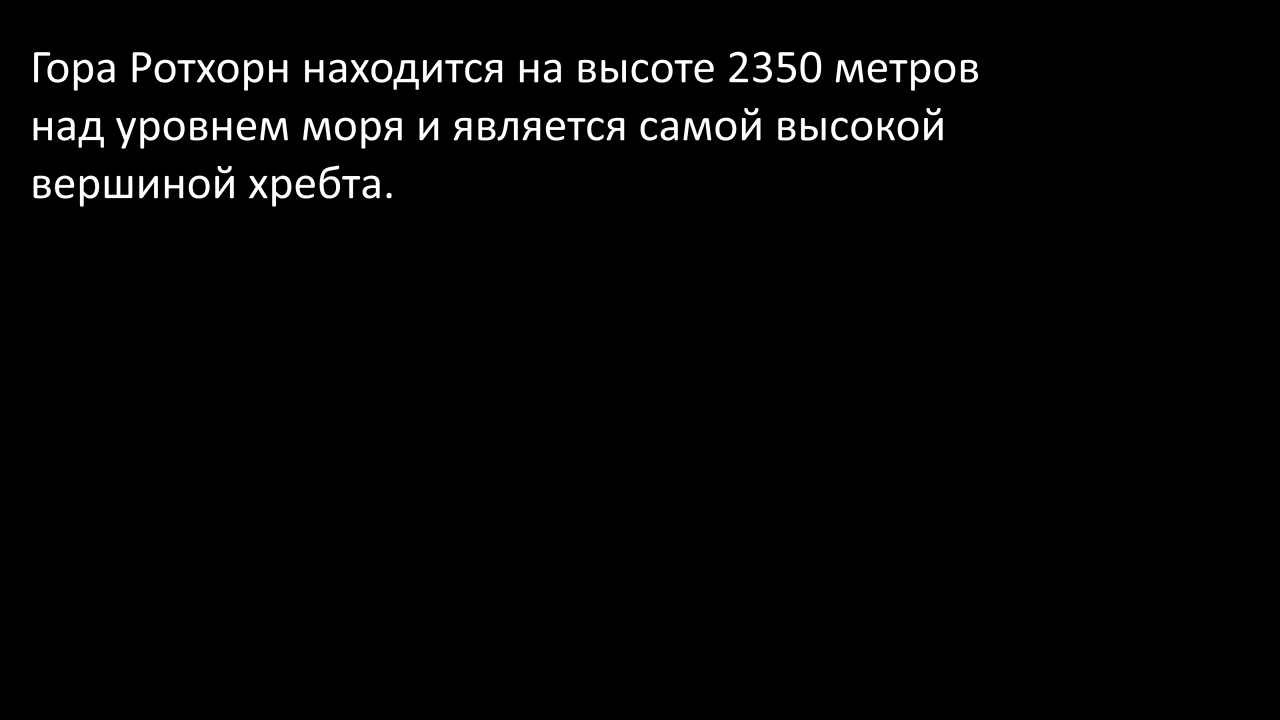 Гора Ротхорн находится на высоте 2350 метров
над уровнем моря и является самой высокой
вершиной хребта.